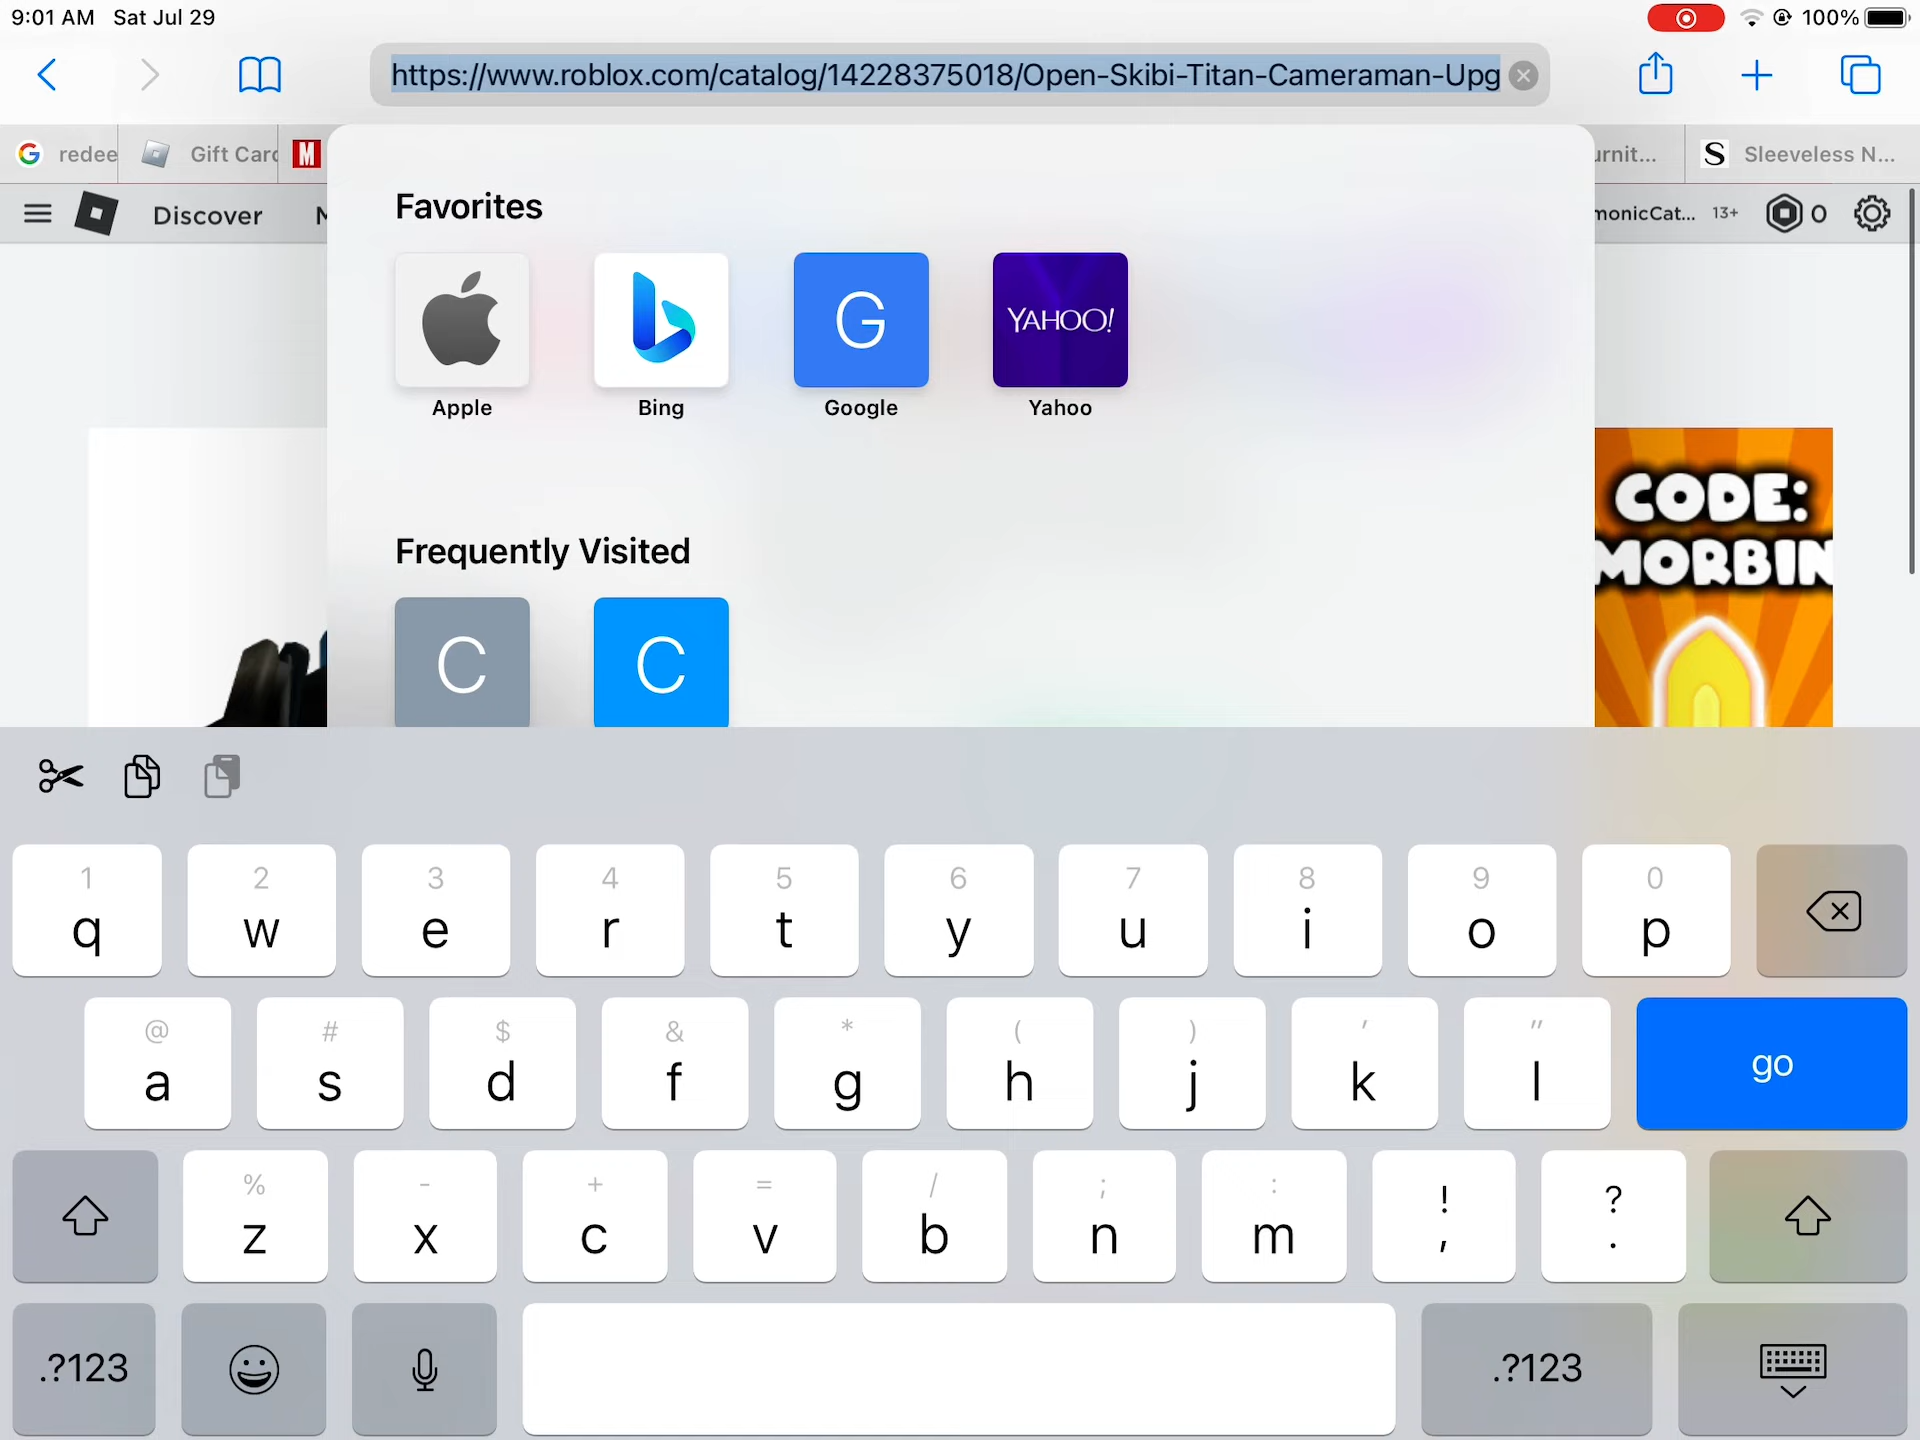 9:01 AM Sat Jul 29
100%
https://www.roblox.com/catalog/14228375018/Open-Skibi-Titan-Cameraman-Upg
G redee
Gift Card
M
urnit...
S Sleeveless N...
Discover
monicCat... 13+ 0
Favorites
G
YAHOO!
Apple
Bing
Google
Yahoo
Frequently Visited
C
C
CODE:
MORBIN
1 2 3 4 5 6 7 8 9 0
q w e r t y u i o p
@ # $ & * ( ) ' "
a s d f g h j k l go
% - + = / ; : ! ?
z x c v b n m , .
.?123
.?123